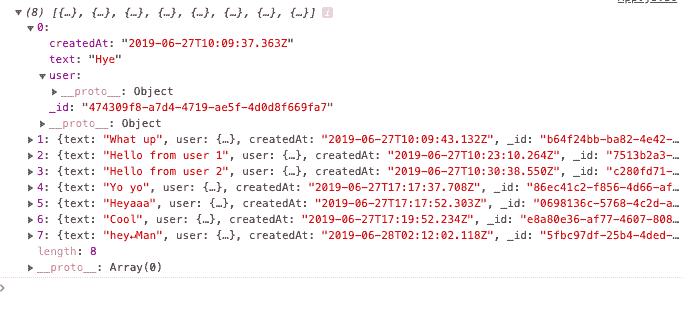 (8) [{…}, {…}, {…}, {…}, {…}, {…}, {…}, {…}] i
0:
createdAt: "2019-06-27T10:09:37.363Z"
text: "Hye"
user:
__proto__: Object
_id: "474309f8-a7d4-4719-ae5f-4d0d8f669fa7"
__proto__: Object
1: {text: "What up", user: {…}, createdAt: "2019-06-27T10:09:43.132Z", _id: "b64f24bb-ba82-4e42-
2: {text: "Hello from user 1", user: {…}, createdAt: "2019-06-27T10:23:10.264Z", _id: "7513b2a3-
3: {text: "Hello from user 2", user: {…}, createdAt: "2019-06-27T10:30:38.550Z", _id: "c280fd71-
4: {text: "Yo yo", user: {…}, createdAt: "2019-06-27T17:17:37.708Z", _id: "86ec41c2-f856-4d66-af
5: {text: "Heyaaa", user: {…}, createdAt: "2019-06-27T17:17:52.303Z", _id: "0698136c-5768-4c2d-a
6: {text: "Cool", user: {…}, createdAt: "2019-06-27T17:19:52.234Z", _id: "e8a80e36-af77-4607-808
7: {text: "hey↵Man", user: {…}, createdAt: "2019-06-28T02:12:02.118Z", _id: "5fbc97df-25b4-4ded-
length: 8
__proto__: Array(0)